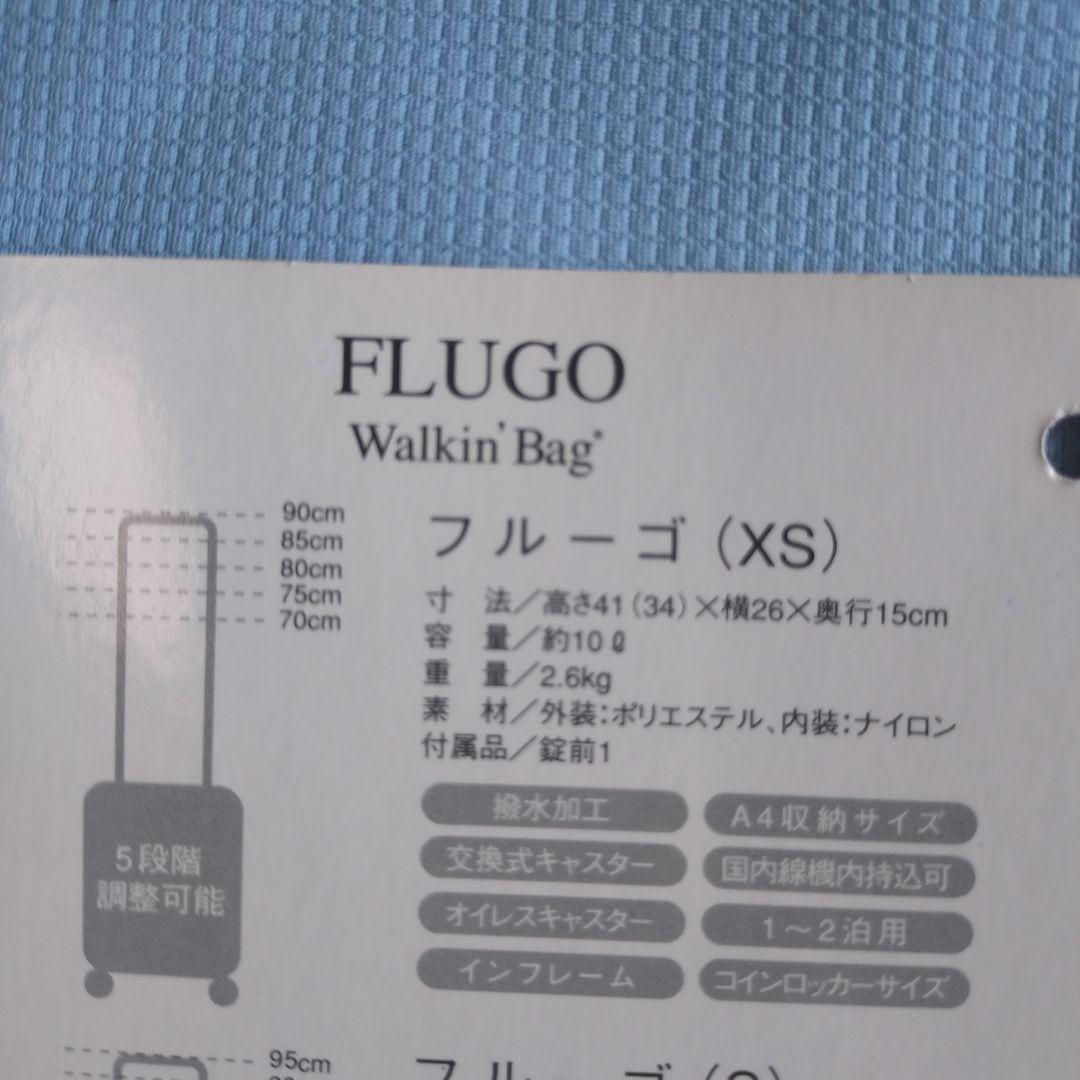 FLUGO
Walkin' Bag®
90cm
85cm
80cm
75cm
70cm
5段階
調整可能
フルーゴ（XS）
寸　法／高さ41（34）×横26×奥行15cm
容　量／約10ℓ
重　量／2.6kg
素　材／外装：ポリエステル、内装：ナイロン
付属品／錠前1
撥水加工
A4収納サイズ
交換式キャスター
国内線機内持込可
オイレスキャスター
1～2泊用
インフレーム
コインロッカーサイズ
95cm
フルーゴ（S）